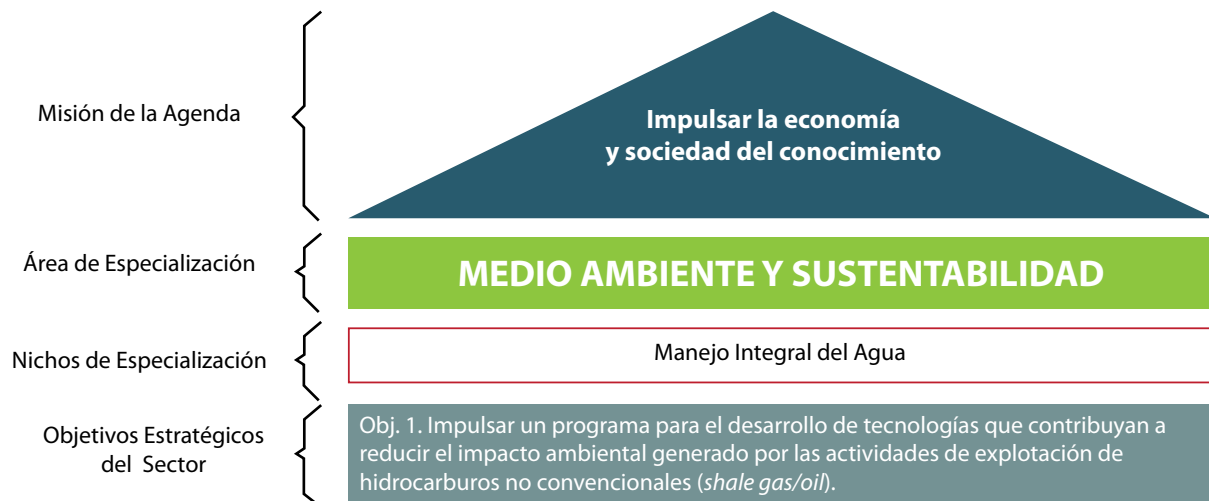 Misión de la Agenda
Impulsar la economía
y sociedad del conocimiento
Área de Especialización
MEDIO AMBIENTE Y SUSTENTABILIDAD
Nichos de Especialización
Manejo Integral del Agua
Objetivos Estratégicos
del Sector
Obj. 1. Impulsar un programa para el desarrollo de tecnologías que contribuyan a
reducir el impacto ambiental generado por las actividades de explotación de
hidrocarburos no convencionales (shale gas/oil).